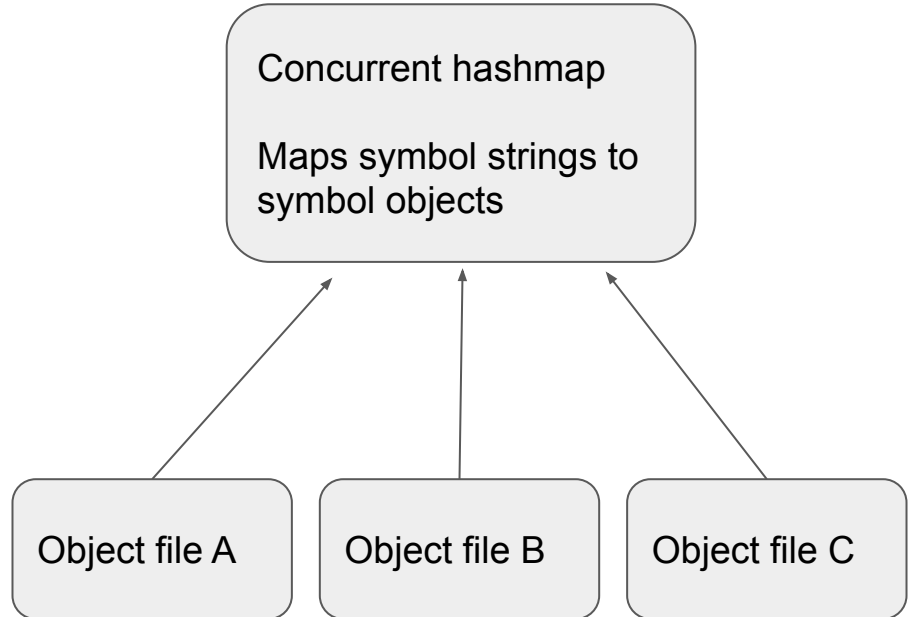 Concurrent hashmap
Maps symbol strings to
symbol objects
Object file A
Object file B
Object file C